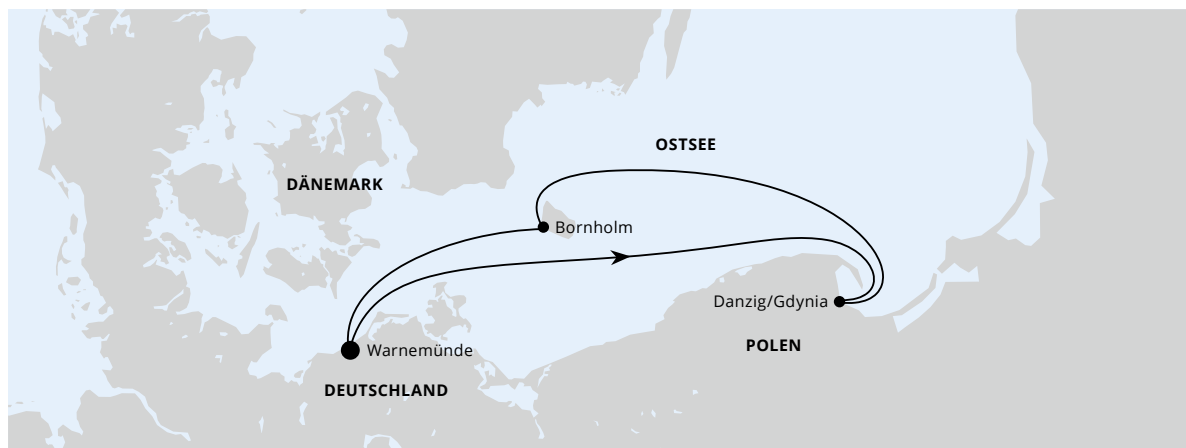 OSTSEE
DÄNEMARK
Bornholm
Danzig/Gdynia
POLEN
Warnemünde
DEUTSCHLAND